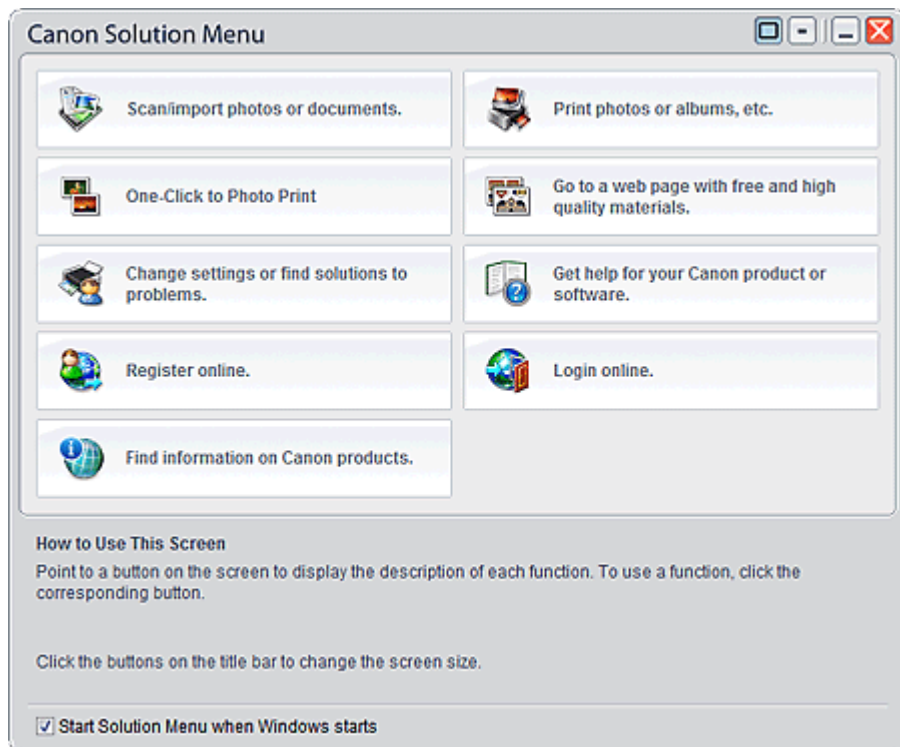 Canon Solution Menu
Scan/import photos or documents.
Print photos or albums, etc.
One-Click to Photo Print
Go to a web page with free and high
quality materials.
Change settings or find solutions to
problems.
Get help for your Canon product or
software.
Register online.
Login online.
Find information on Canon products.
How to Use This Screen
Point to a button on the screen to display the description of each function. To use a function, click the
corresponding button.
Click the buttons on the title bar to change the screen size.
Start Solution Menu when Windows starts